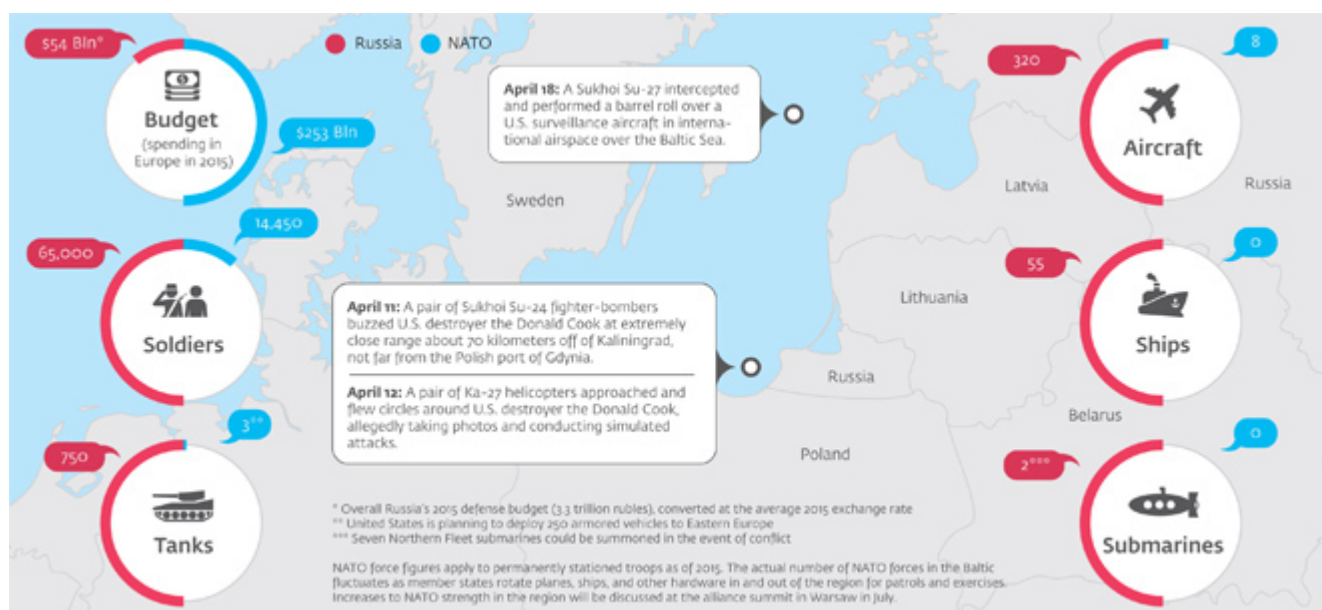 $54 Bln*
Budget
(spending in
Europe in 2015)
$253 Bln
Russia
NATO
April 18: A Sukhoi Su-27 intercepted
and performed a barrel roll over a
U.S. surveillance aircraft in interna-
tional airspace over the Baltic Sea.
320
8
Aircraft
Latvia
Russia
Sweden
65,000
14,450
Soldiers
April 11: A pair of Sukhoi Su-24 fighter-bombers
buzzed U.S. destroyer the Donald Cook at extremely
close range about 70 kilometers off of Kaliningrad,
not far from the Polish port of Gdynia.
April 12: A pair of Ka-27 helicopters approached and
flew circles around U.S. destroyer the Donald Cook,
allegedly taking photos and conducting simulated
attacks.
Lithuania
Russia
55
0
Ships
Belarus
Poland
750
3**
Tanks
2***
0
Submarines
* Overall Russia's 2015 defense budget (3.3 trillion rubles), converted at the average 2015 exchange rate
** United States is planning to deploy 250 armored vehicles to Eastern Europe
*** Seven Northern Fleet submarines could be summoned in the event of conflict
NATO force figures apply to permanently stationed troops as of 2015. The actual number of NATO forces in the Baltic
fluctuates as member states rotate planes, ships, and other hardware in and out of the region for patrols and exercises.
Increases to NATO strength in the region will be discussed at the alliance summit in Warsaw in July.